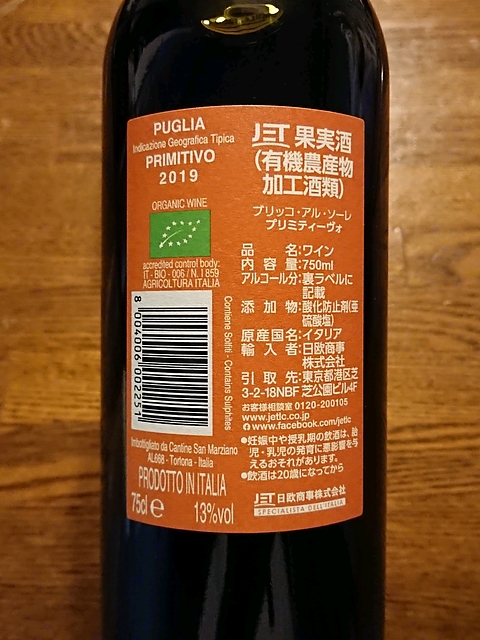 PUGLIA
Indicazione Geografica Tipica
PRIMITIVO
2019
ORGANIC WINE
accredited control body:
IT - BIO - 006 / N. I 859
AGRICOLTURA ITALIA
8 004006 002251
Contiene Solfiti - Contains Sulphites
Imbottigliato da Cantine San Marziano
AL668 - Tortona - Italia
PRODOTTO IN ITALIA
75cl e 13%vol
JET 果実酒
(有機農産物
加工酒類)
ブリッコ・アル・ソーレ
プリミティーヴォ
品名:ワイン
内容量:750ml
アルコール分:裏ラベルに
記載
添加物:酸化防止剤(亜
硫酸塩)
原産国名:イタリア
輸入者:日欧商事
株式会社
引取先:東京都港区芝
3-2-18NBF 芝公園ビル4F
お客様相談室 0120-200105
www.jetlc.co.jp
www.facebook.com/jetlc
●妊娠中や授乳期の飲酒は、胎
児・乳児の発育に悪影響を与
えるおそれがあります。
●飲酒は20歳になってから
JET 日欧商事株式会社
SPECIALISTA DELL'ITALIA